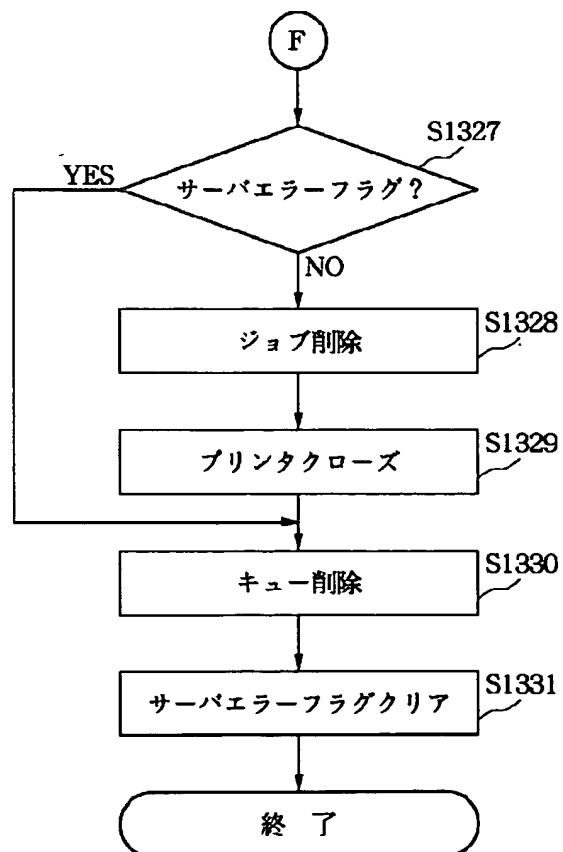 F
S1327
YES
サーバエラーフラグ?
NO
S1328
ジョブ削除
S1329
プリンタクローズ
S1330
キュー削除
S1331
サーバエラーフラグクリア
終 了